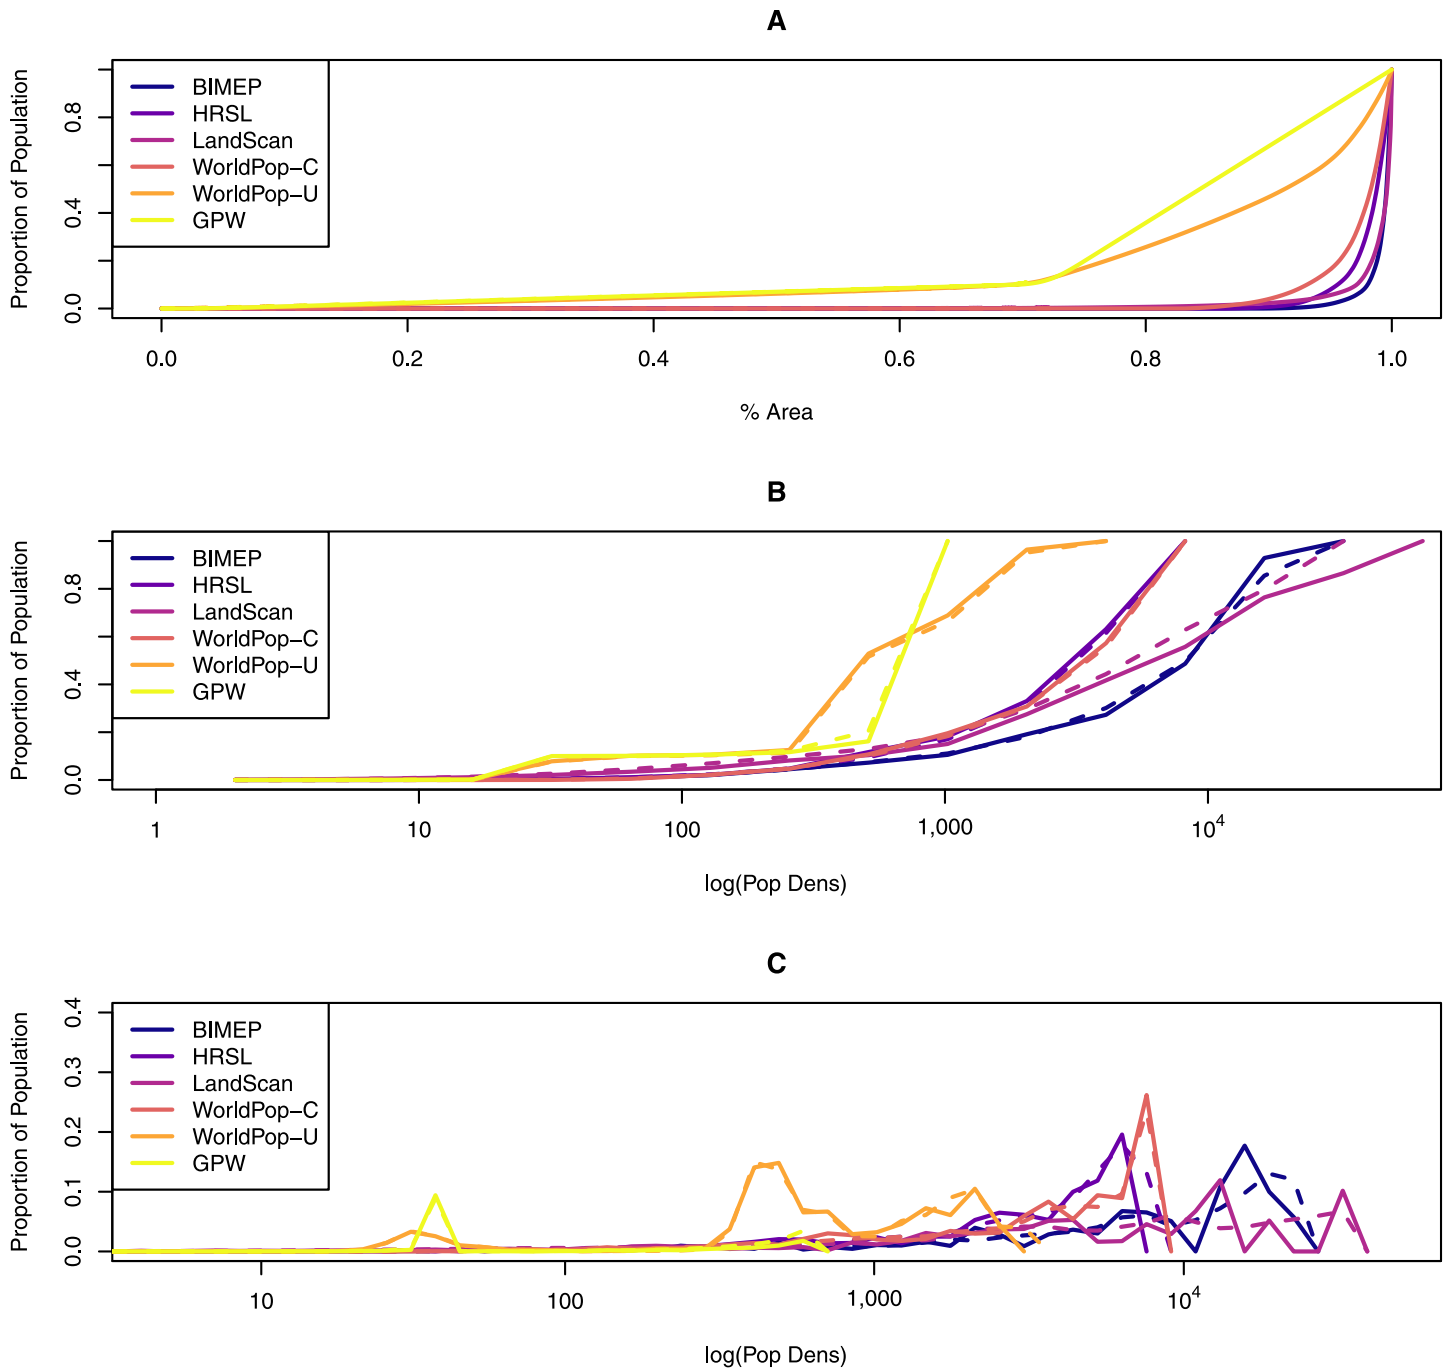 A
Proportion of Population
0.8
0.4
0.0
BIMEP
HRSL
LandScan
WorldPop−C
WorldPop−U
GPW
0.0 0.2 0.4 0.6 0.8 1.0
% Area
B
Proportion of Population
0.8
0.4
0.0
BIMEP
HRSL
LandScan
WorldPop−C
WorldPop−U
GPW
1 10 100 1,000 10⁴
log(Pop Dens)
C
Proportion of Population
0.4
0.3
0.2
0.1
0.0
BIMEP
HRSL
LandScan
WorldPop−C
WorldPop−U
GPW
10 100 1,000 10⁴
log(Pop Dens)